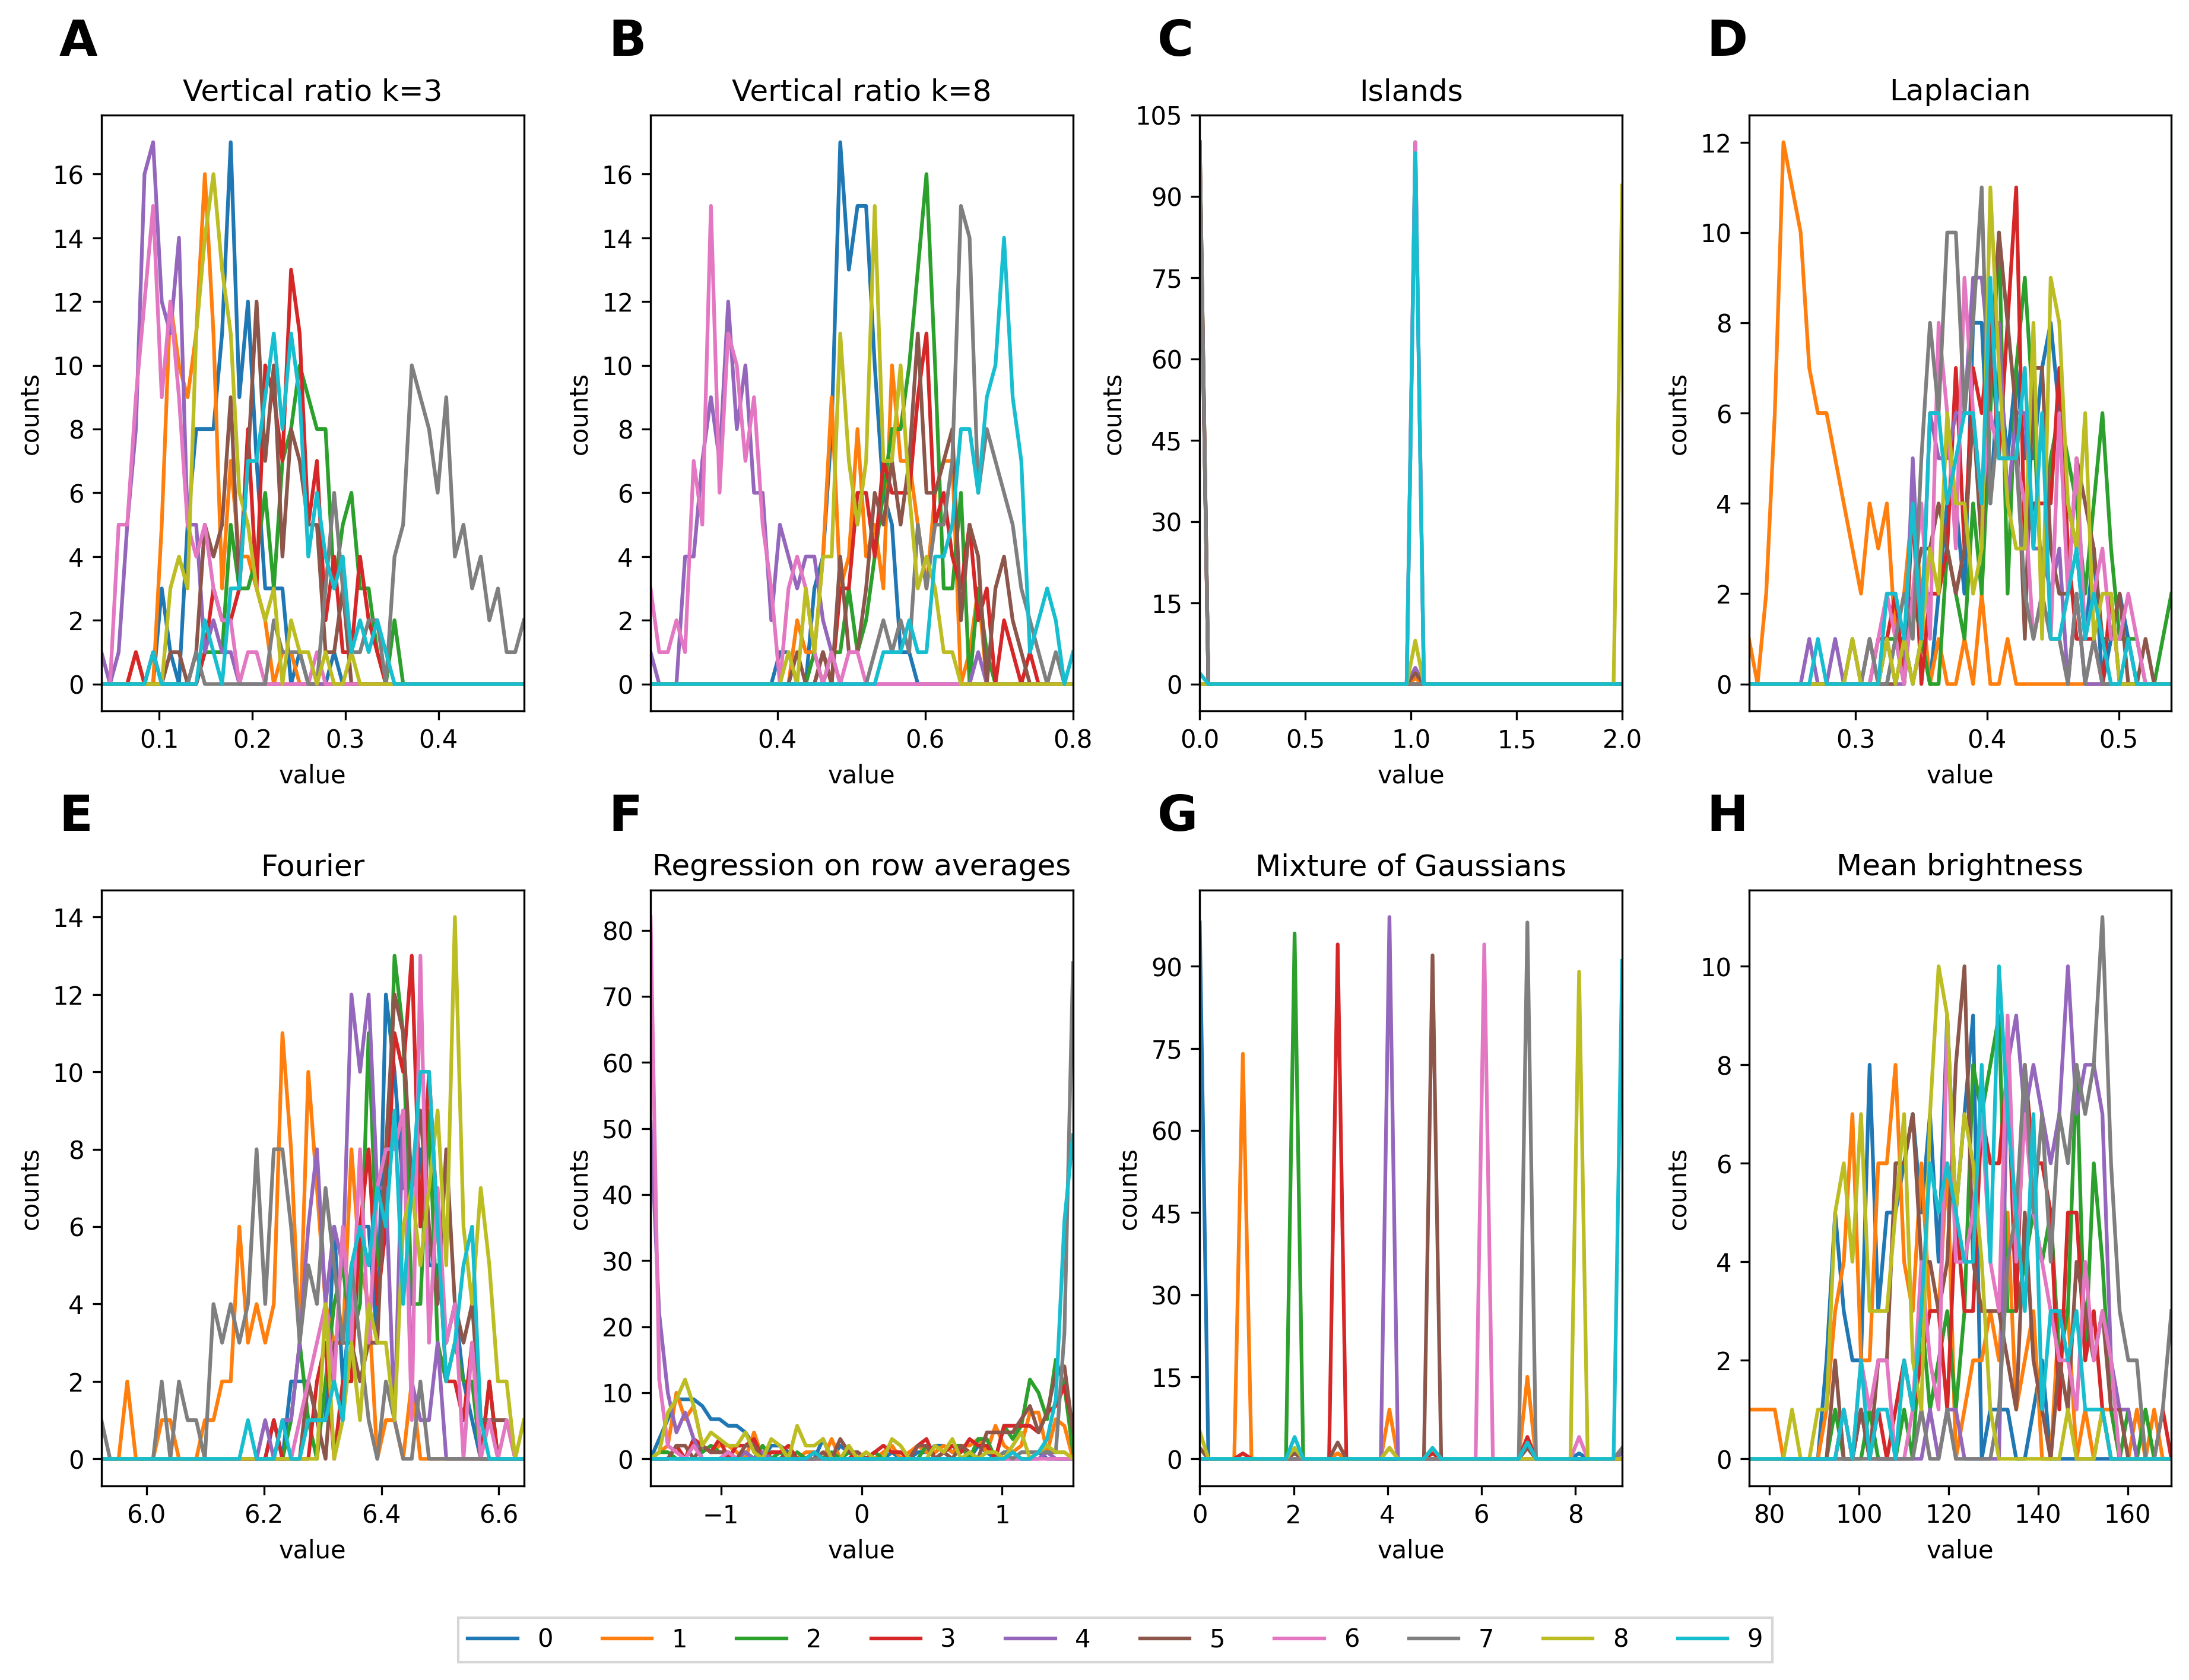 A B C D
Vertical ratio k=3 Vertical ratio k=8 Islands Laplacian
counts
16
14
12
10
8
6
4
2
0
0.1 0.2 0.3 0.4
value
counts
16
14
12
10
8
6
4
2
0
0.4 0.6 0.8
value
counts
105
90
75
60
45
30
15
0
0.0 0.5 1.0 1.5 2.0
value
counts
12
10
8
6
4
2
0
0.3 0.4 0.5
value
E F G H
Fourier Regression on row averages Mixture of Gaussians Mean brightness
counts
14
12
10
8
6
4
2
0
6.0 6.2 6.4 6.6
value
counts
80
70
60
50
40
30
20
10
0
−1 0 1
value
counts
90
75
60
45
30
15
0
0 2 4 6 8
value
counts
10
8
6
4
2
0
80 100 120 140 160
value
0 1 2 3 4 5 6 7 8 9